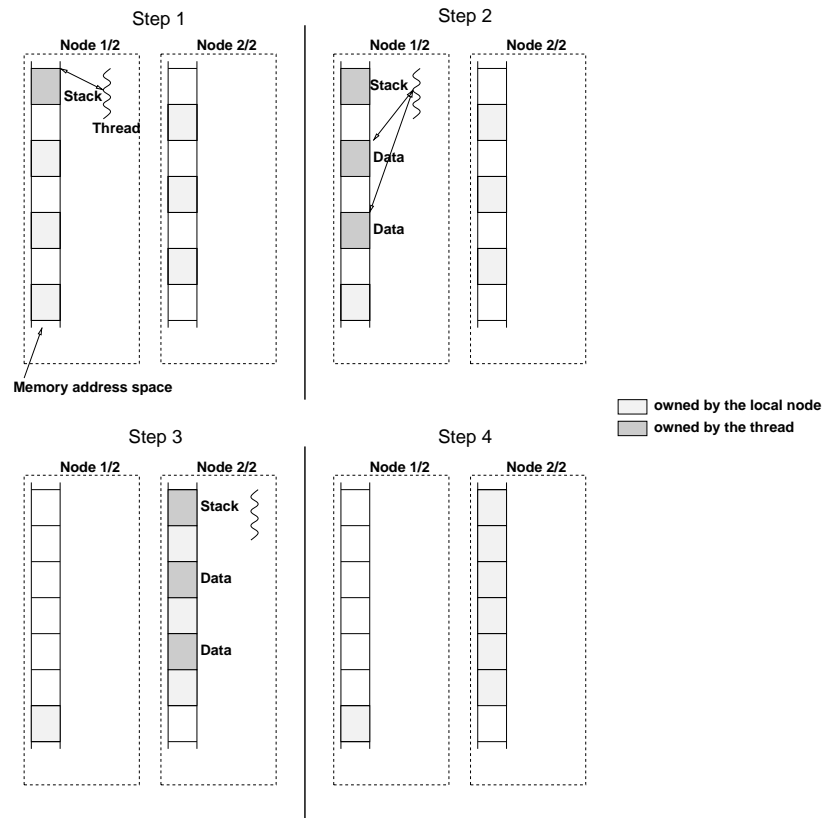 Step 1
Node 1/2
Node 2/2
Stack
Thread
Memory address space
Step 2
Node 1/2
Node 2/2
Stack
Data
Data
owned by the local node
owned by the thread
Step 3
Node 1/2
Node 2/2
Stack
Data
Data
Step 4
Node 1/2
Node 2/2